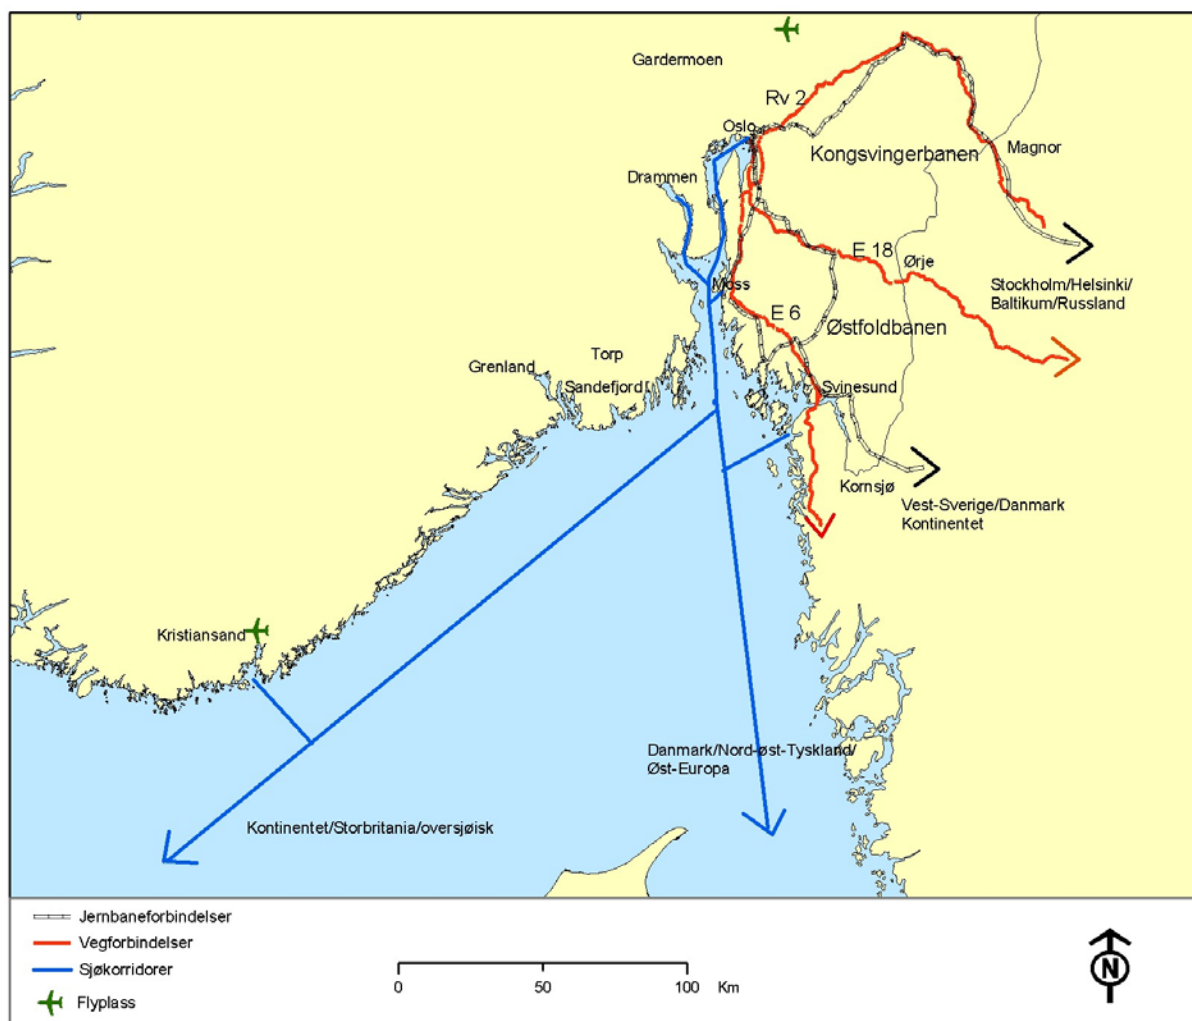 Gardermoen
Rv 2
Oslo
Kongsvingerbanen
Magnor
Drammen
E 18
Ørje
Moss
Stockholm/Helsinki/
Baltikum/Russland
E 6
Østfoldbanen
Torp
Grenland
Sandefjord
Svinesund
Kornsjø
Vest-Sverige/Danmark
Kontinentet
Kristiansand
Danmark/Nord-øst-Tyskland/
Øst-Europa
Kontinentet/Storbritania/oversjøisk
Jernbaneforbindelser
Vegforbindelser
Sjøkorridorer
Flyplass
0 50 100 Km
N